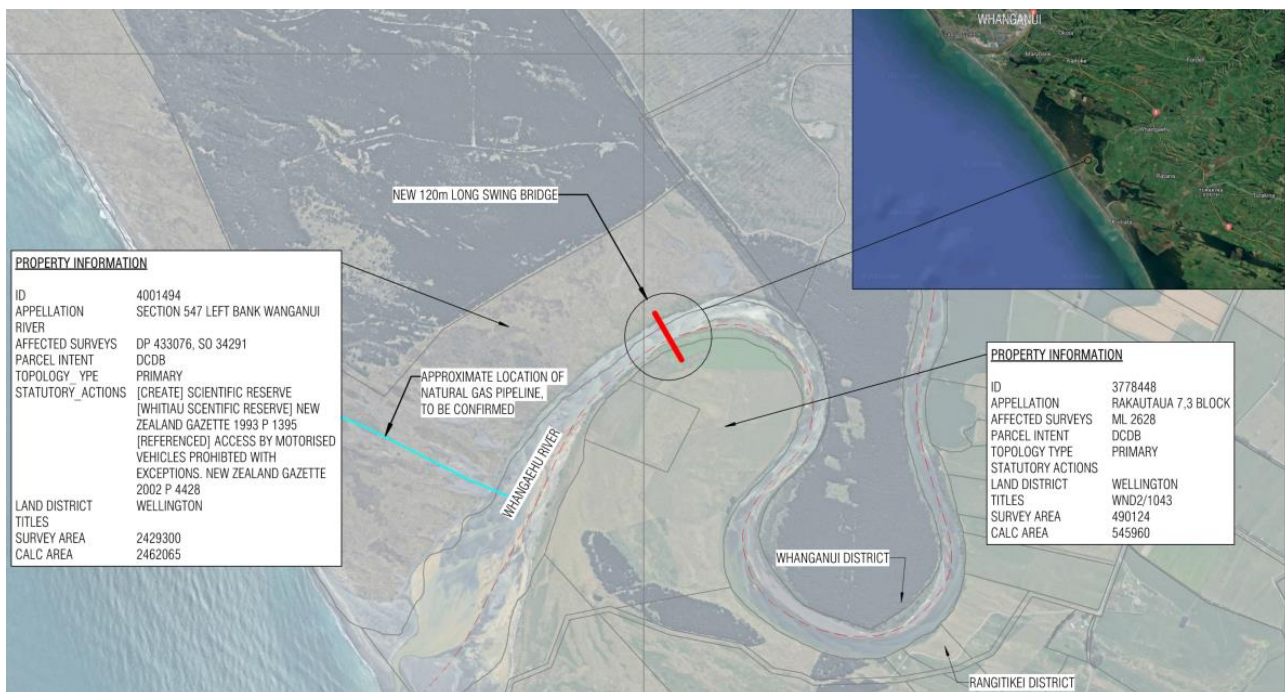 WHANGANUI
NEW 120m LONG SWING BRIDGE
PROPERTY INFORMATION
ID 4001494
APPELLATION SECTION 547 LEFT BANK WANGANUI
RIVER
AFFECTED SURVEYS DP 433076, SO 34291
PARCEL INTENT DCDB
TOPOLOGY_YPE PRIMARY
STATUTORY_ACTIONS [CREATE] SCIENTIFIC RESERVE
[WHITIAU SCENTIFIC RESERVE] NEW
ZEALAND GAZETTE 1993 P 1395
[REFERENCED] ACCESS BY MOTORISED
VEHICLES PROHIBTED WITH
EXCEPTIONS. NEW ZEALAND GAZETTE
2002 P 4428
LAND DISTRICT WELLINGTON
TITLES
SURVEY AREA 2429300
CALC AREA 2462065
APPROXIMATE LOCATION OF
NATURAL GAS PIPELINE,
TO BE CONFIRMED
WHANGAEHU RIVER
PROPERTY INFORMATION
ID 3778448
APPELLATION RAKAUTAUA 7,3 BLOCK
AFFECTED SURVEYS ML 2628
PARCEL INTENT DCDB
TOPOLOGY TYPE PRIMARY
STATUTORY ACTIONS
LAND DISTRICT WELLINGTON
TITLES WND2/1043
SURVEY AREA 490124
CALC AREA 545960
WHANGANUI DISTRICT
RANGITIKEI DISTRICT